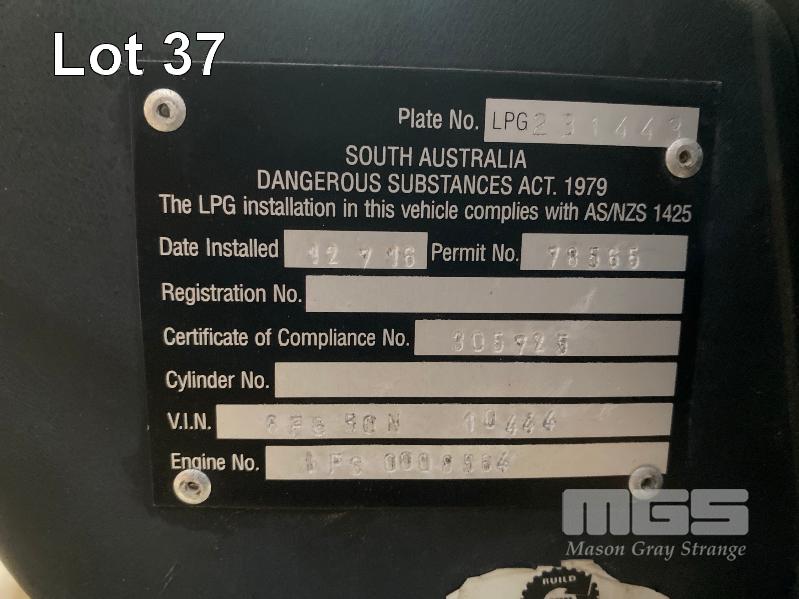 Lot 37
Plate No. LPG 231443
SOUTH AUSTRALIA
DANGEROUS SUBSTANCES ACT. 1979
The LPG installation in this vehicle complies with AS/NZS 1425
Date Installed 12 7 16 Permit No. 78565
Registration No.
Certificate of Compliance No. 305925
Cylinder No.
V.I.N.
Engine No.
MGS
Mason Gray Strange
BUILD